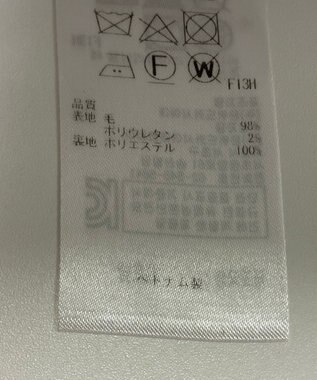 F W
F13H
品質
表地 毛 98%
ポリウレタン 2%
裏地 ポリエステル 100%
ベトナム製